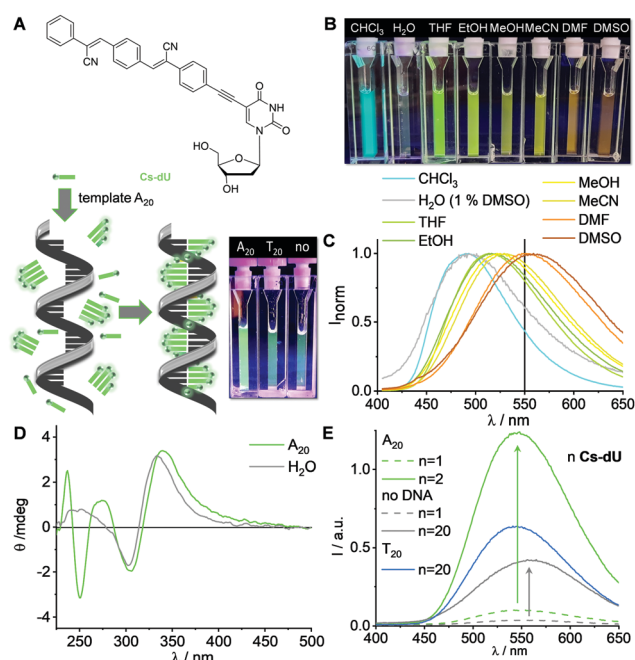 A
CN
CN
O
NH
N
O
HO
O
HO
Cs-dU
template A20
A20 T20 no
B
CHCl3 H2O THF EtOH MeOH MeCN DMF DMSO
CHCl3
H2O (1 % DMSO)
THF
EtOH
MeOH
MeCN
DMF
DMSO
C
Inorm
1.0
0.5
0.0
400 450 500 550 600 650
λ / nm
D
θ /mdeg
4
2
0
-2
-4
250 300 350 400 450 500
λ / nm
A20
H2O
E
I / a.u.
1.0
0.5
0.0
400 450 500 550 600 650
λ / nm
A20
n=1
n=2
no DNA
n=1
n=20
T20
n=20
n Cs-dU